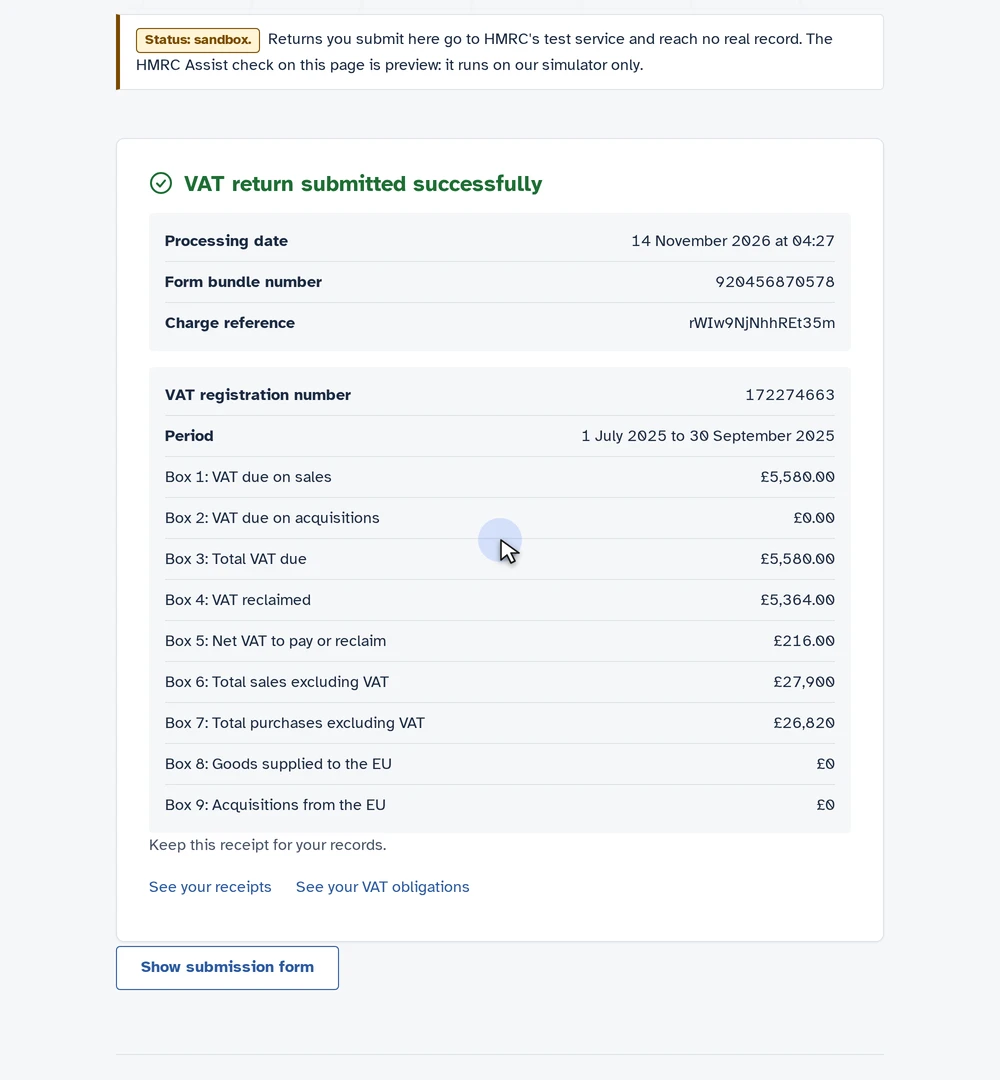 Status: sandbox. Returns you submit here go to HMRC's test service and reach no real record. The
HMRC Assist check on this page is preview: it runs on our simulator only.
VAT return submitted successfully
Processing date 14 November 2026 at 04:27
Form bundle number 920456870578
Charge reference rWIw9NjNhhREt35m
VAT registration number 172274663
Period 1 July 2025 to 30 September 2025
Box 1: VAT due on sales £5,580.00
Box 2: VAT due on acquisitions £0.00
Box 3: Total VAT due £5,580.00
Box 4: VAT reclaimed £5,364.00
Box 5: Net VAT to pay or reclaim £216.00
Box 6: Total sales excluding VAT £27,900
Box 7: Total purchases excluding VAT £26,820
Box 8: Goods supplied to the EU £0
Box 9: Acquisitions from the EU £0
Keep this receipt for your records.
See your receipts See your VAT obligations
Show submission form